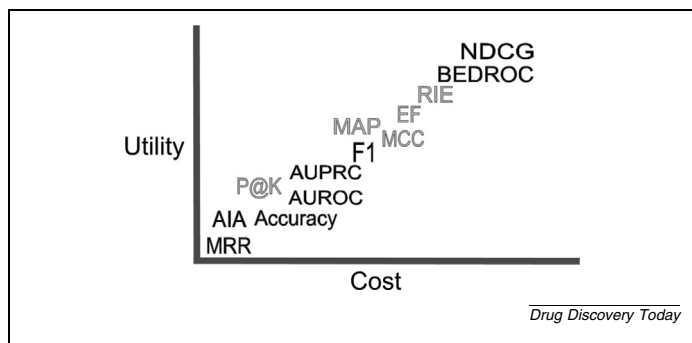 NDCG
BEDROC
RIE
EF
MAP
MCC
Utility
F1
AUPRC
P@K
AUROC
AIA Accuracy
MRR
Cost
Drug Discovery Today